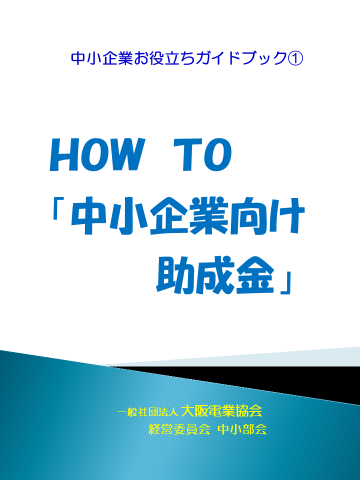 中小企業お役立ちガイドブック①
HOW TO
「中小企業向け
助成金」
一般社団法人 大阪電業協会
経営委員会 中小部会